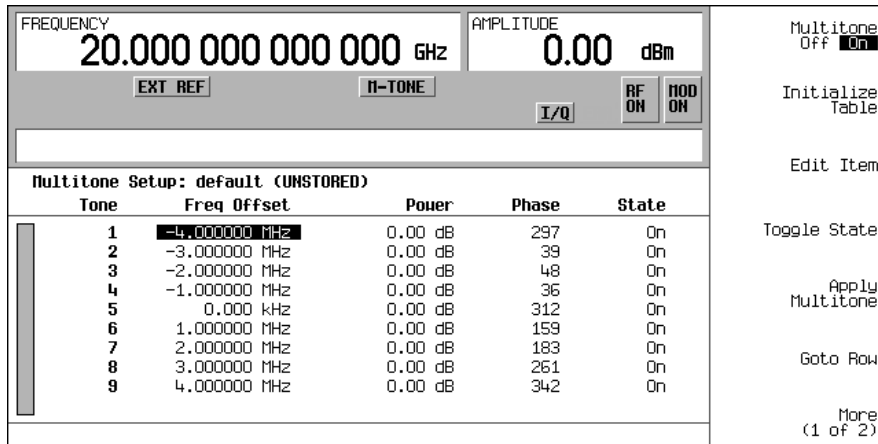 FREQUENCY
20.000 000 000 000 GHz
AMPLITUDE
0.00 dBm
EXT REF
M-TONE
I/Q
RF ON
MOD ON
Multitone Setup: default (UNSTORED)
Tone Freq Offset Power Phase State
1 -4.000000 MHz 0.00 dB 297 On
2 -3.000000 MHz 0.00 dB 39 On
3 -2.000000 MHz 0.00 dB 48 On
4 -1.000000 MHz 0.00 dB 36 On
5 0.000 kHz 0.00 dB 312 On
6 1.000000 MHz 0.00 dB 159 On
7 2.000000 MHz 0.00 dB 183 On
8 3.000000 MHz 0.00 dB 261 On
9 4.000000 MHz 0.00 dB 342 On
Multitone
Off On
Initialize
Table
Edit Item
Toggle State
Apply
Multitone
Goto Row
More
(1 of 2)